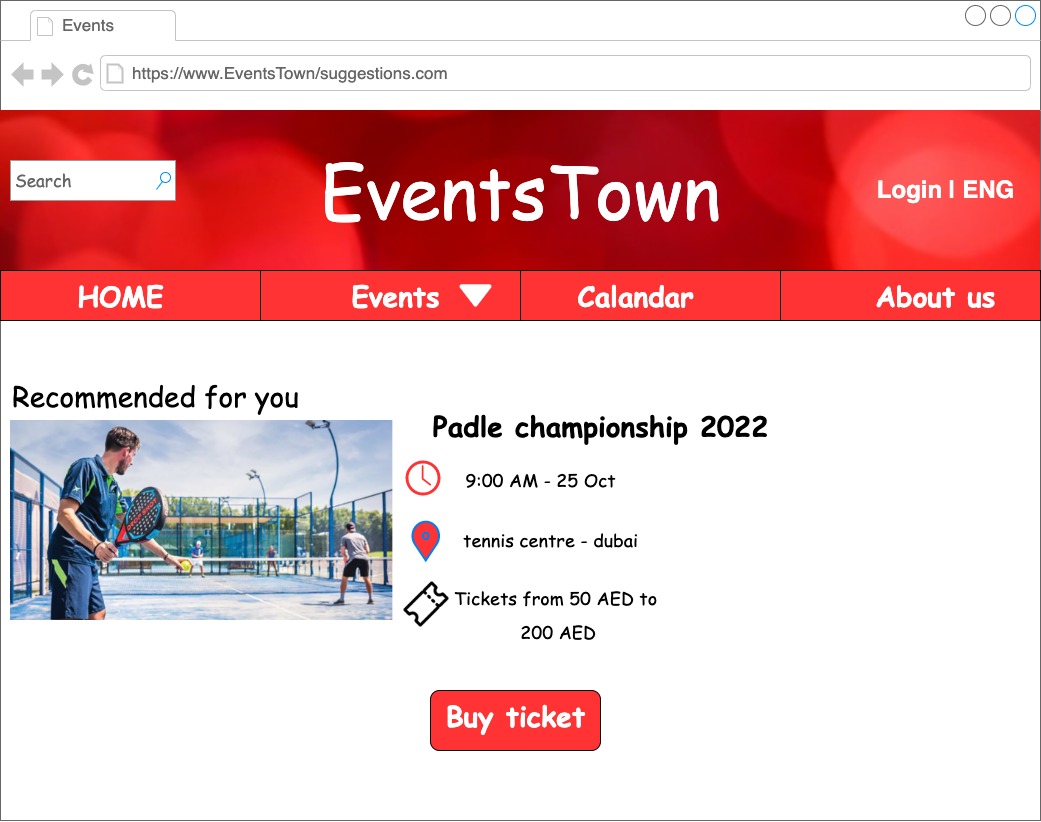 Events
https://www.EventsTown/suggestions.com
Search
EventsTown
Login | ENG
HOME
Events
Calandar
About us
Recommended for you
Padle championship 2022
9:00 AM - 25 Oct
tennis centre - dubai
Tickets from 50 AED to
200 AED
Buy ticket